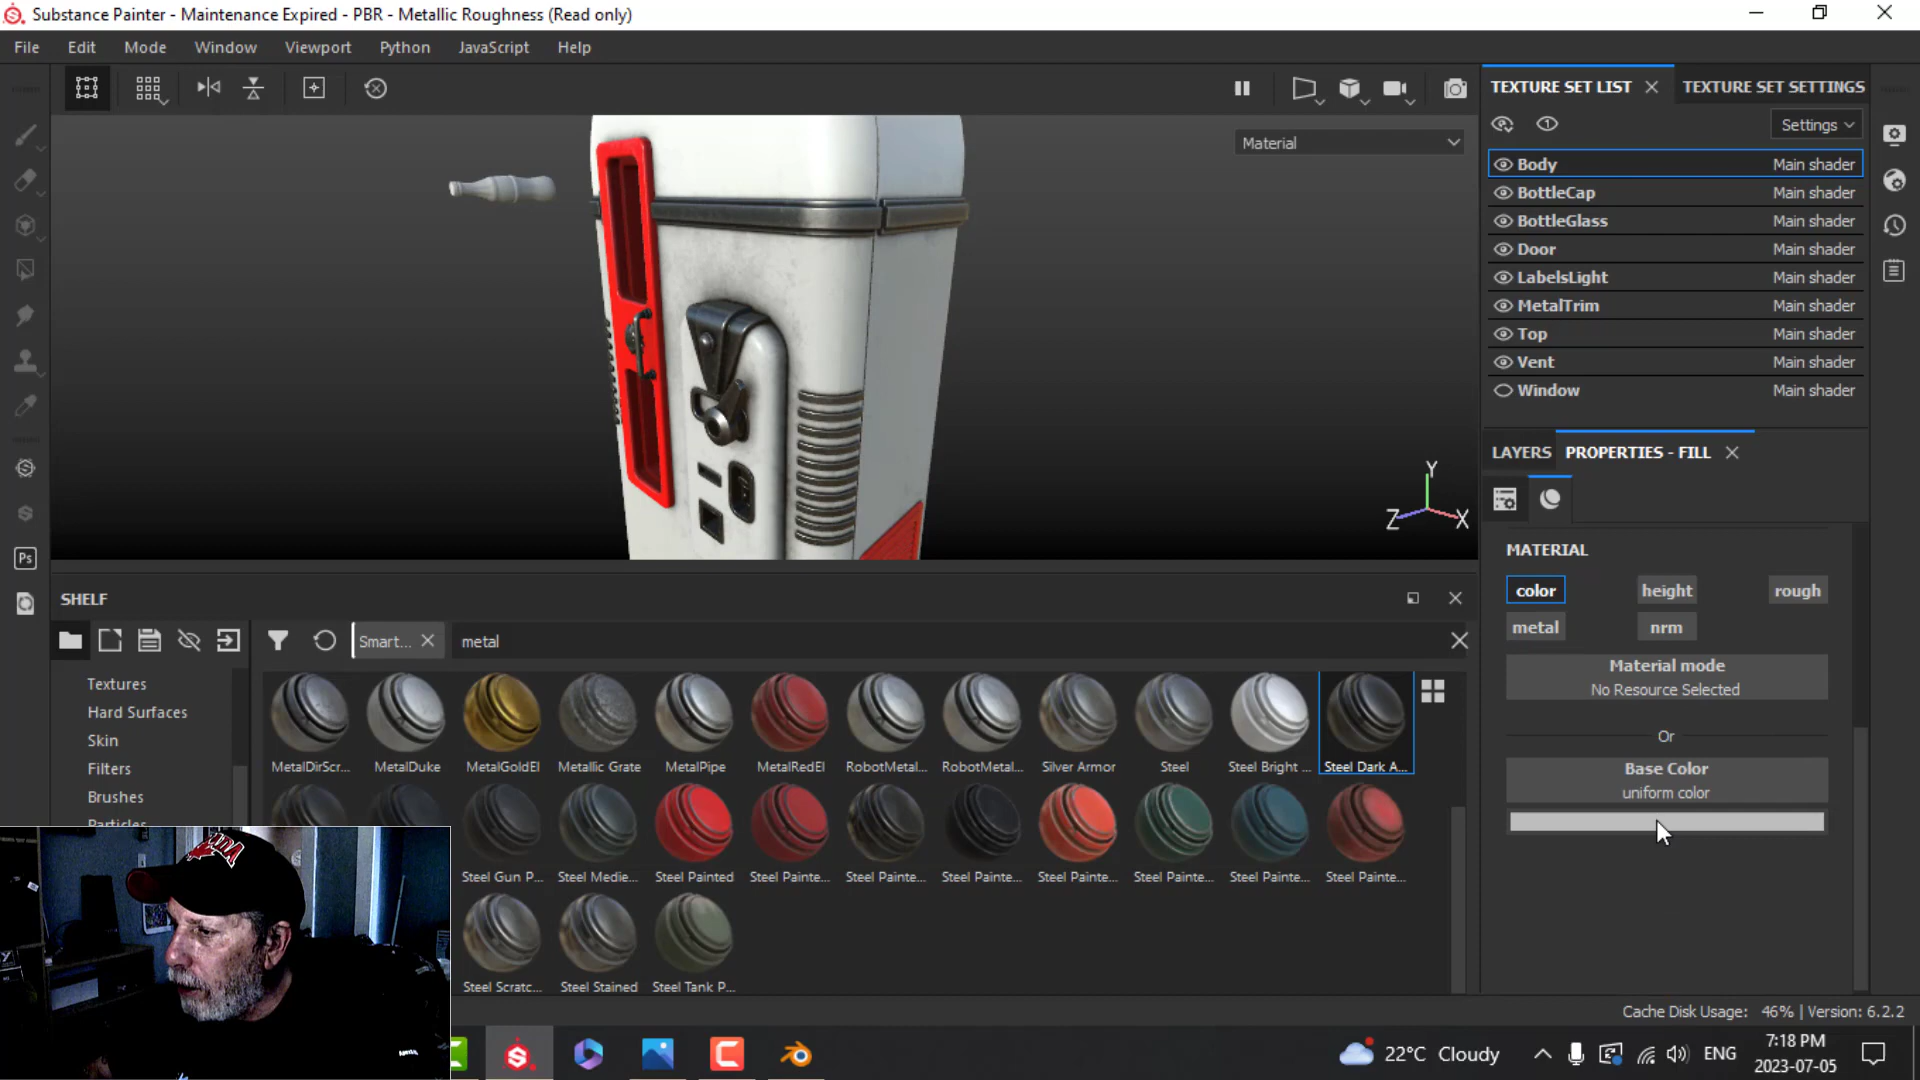 Substance Painter - Maintenance Expired - PBR - Metallic Roughness (Read only)
File Edit Mode Window Viewport Python JavaScript Help
TEXTURE SET LIST TEXTURE SET SETTINGS
Settings
Material
Body Main shader
BottleCap Main shader
BottleGlass Main shader
Door Main shader
LabelsLight Main shader
MetalTrim Main shader
Top Main shader
Vent Main shader
Window Main shader
LAYERS PROPERTIES - FILL
Y
Z X
MATERIAL
color height rough
metal nrm
Material mode
No Resource Selected
Or
Base Color
uniform color
SHELF
Smart... metal
Textures
Hard Surfaces
Skin
Filters
Brushes
Particles
MetalDirScr... MetalDuke MetalGoldEl Metallic Grate MetalPipe MetalRedEl RobotMetal... RobotMetal... Silver Armor Steel Steel Bright ... Steel Dark A...
Steel Gun P... Steel Medie... Steel Painted Steel Painte... Steel Painte... Steel Painte... Steel Painte... Steel Painte... Steel Painte... Steel Painte...
Steel Scratc... Steel Stained Steel Tank P...
Cache Disk Usage: 46% | Version: 6.2.2
Ps
22°C Cloudy ENG 7:18 PM
2023-07-05